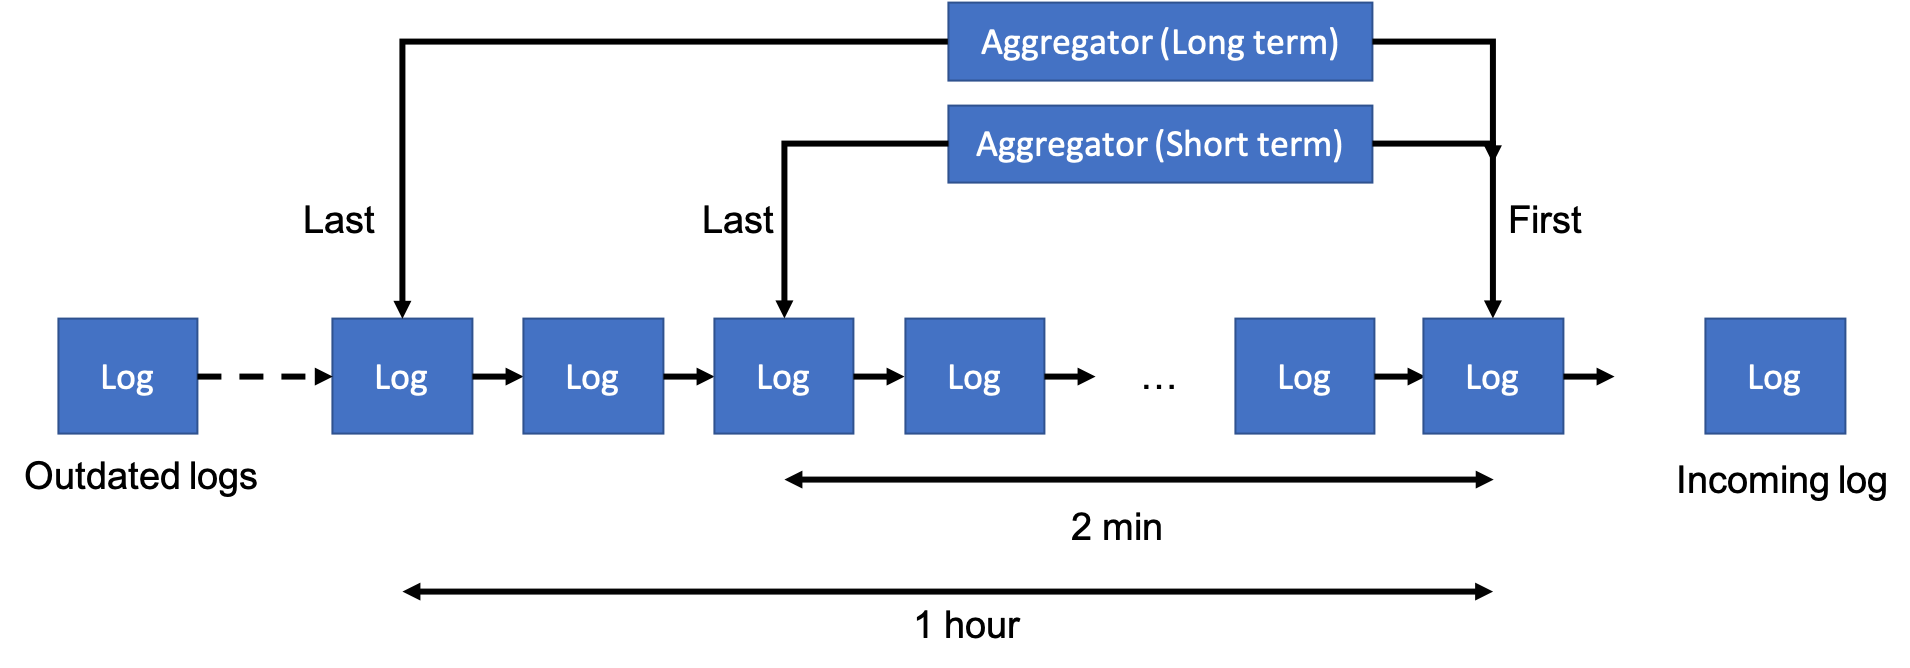 Aggregator (Long term)
Aggregator (Short term)
Last
Last
First
Log
Log
Log
Log
Log
...
Log
Log
Log
Outdated logs
Incoming log
2 min
1 hour